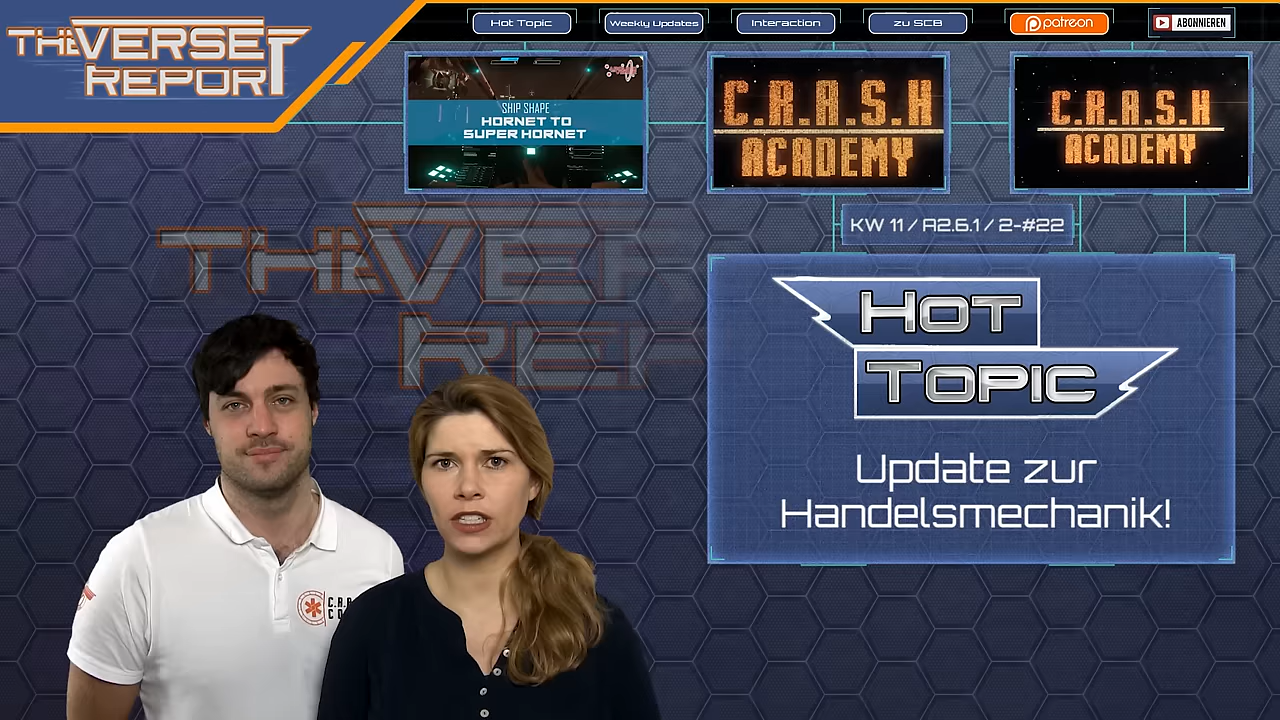 THE VERSE
REPORT
Hot Topic
Weekly Updates
Interaction
zu SCB
patreon
ABONNIEREN
SHIP SHAPE
HORNET TO
SUPER HORNET
C.R.A.S.H
ACADEMY
C.R.A.S.H
ACADEMY
KW 11 / A2.6.1 / 2-#22
HOT
TOPIC
Update zur
Handelsmechanik!